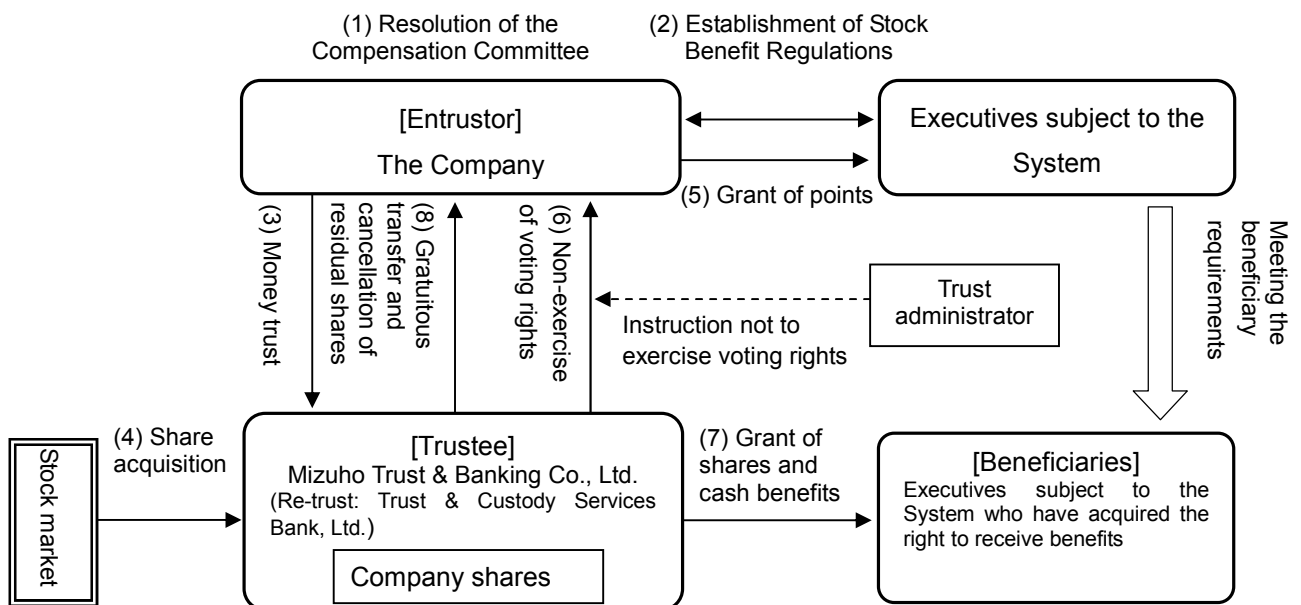 (1) Resolution of the
Compensation Committee
(2) Establishment of Stock
Benefit Regulations
[Entrustor]
The Company
Executives subject to the
System
(5) Grant of points
(3) Money trust
(8) Gratuitous
transfer and
cancellation of
residual shares
(6) Non-exercise
of voting rights
Trust
administrator
Instruction not to
exercise voting rights
Meeting the
beneficiary
requirements
Stock market
(4) Share
acquisition
[Trustee]
Mizuho Trust & Banking Co., Ltd.
(Re-trust: Trust & Custody Services
Bank, Ltd.)
Company shares
(7) Grant of
shares and
cash benefits
[Beneficiaries]
Executives subject to the
System who have acquired the
right to receive benefits